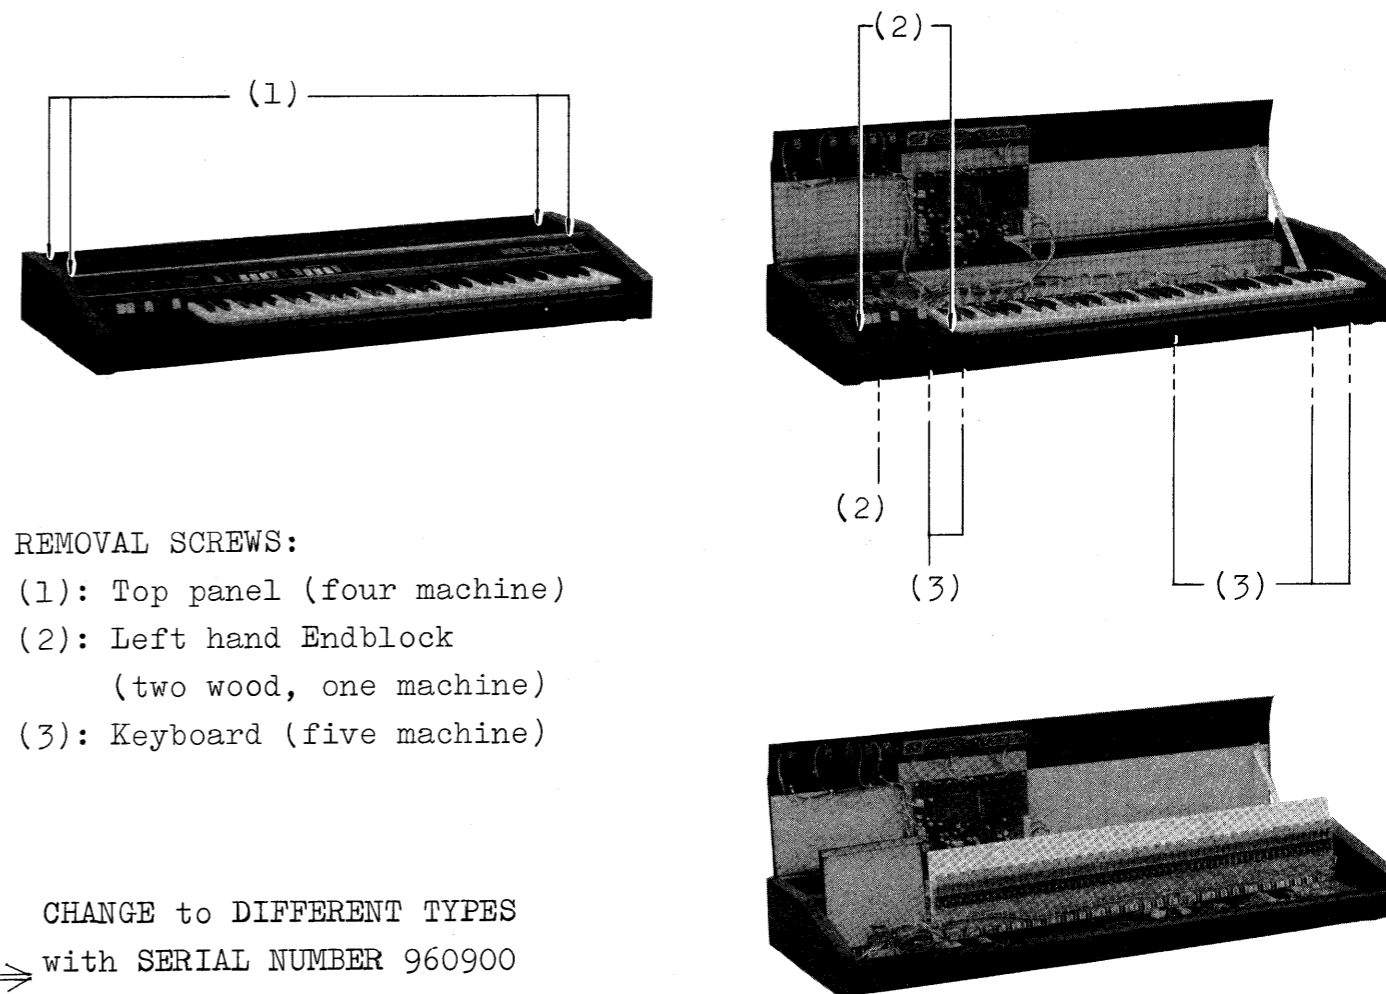 (1)
(2)
(2)
(3)
(3)
REMOVAL SCREWS:
(1): Top panel (four machine)
(2): Left hand Endblock
(two wood, one machine)
(3): Keyboard (five machine)
CHANGE to DIFFERENT TYPES
with SERIAL NUMBER 960900